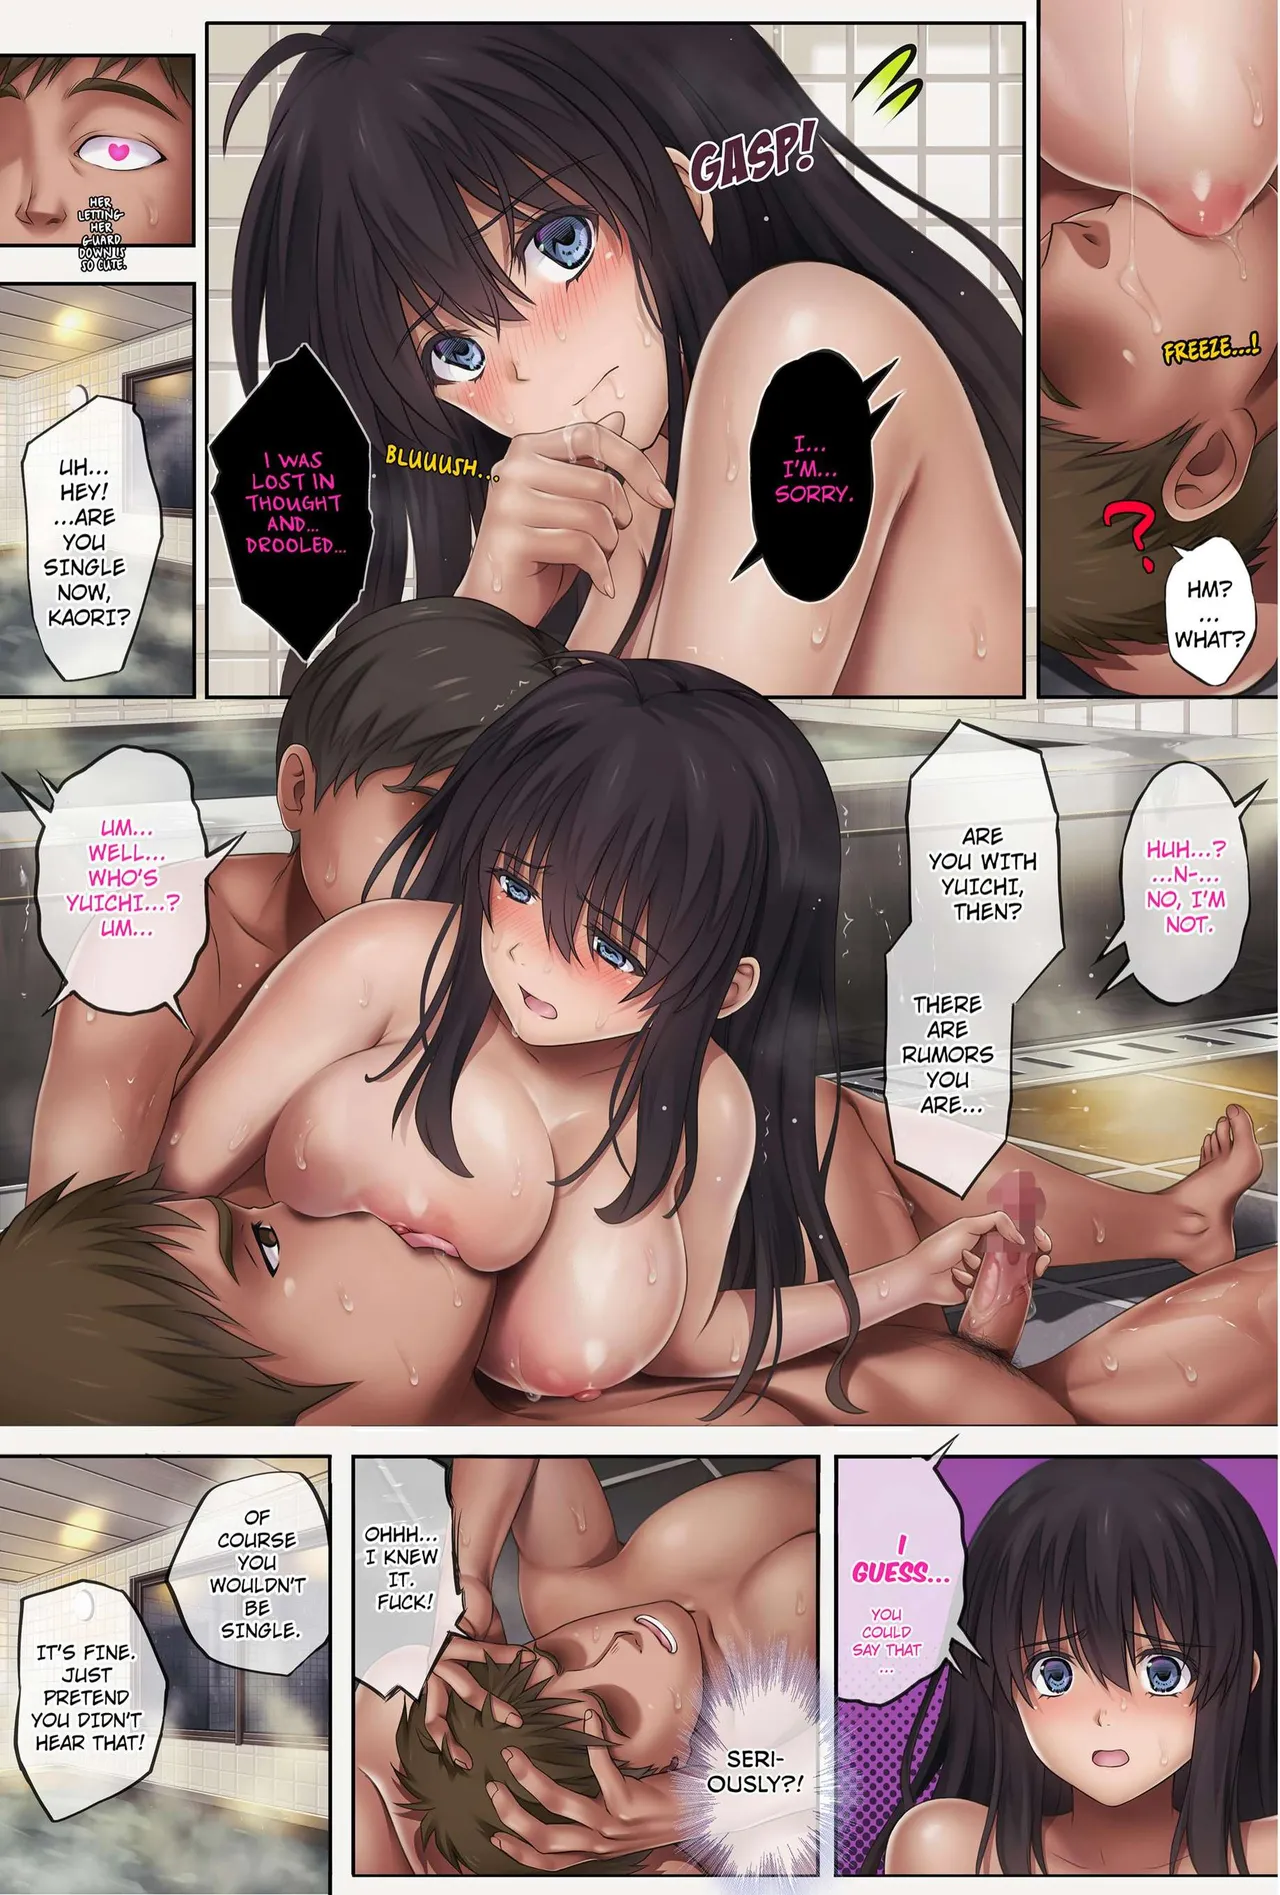 FREEZE...!
HM?
...
WHAT?
GASP!
I...
I'M...
SORRY.
BLUUUSH...
I WAS
LOST IN
THOUGHT
AND...
DROOLED...
HER
LETTING
HER
GUARD
DOWN IS
SO CUTE.
UH...
HEY!
...ARE
YOU
SINGLE
NOW,
KAORI?
HUH...?
...N-...
NO, I'M
NOT.
ARE
YOU WITH
YUICHI,
THEN?
THERE
ARE
RUMORS
YOU
ARE...
UM...
WELL...
WHO'S
YUICHI...?
UM...
I
GUESS...
YOU
COULD
SAY THAT
...
SERI-
OUSLY?!
OHHH...
I KNEW
IT.
FUCK!
OF
COURSE
YOU
WOULDN'T
BE
SINGLE.
IT'S FINE.
JUST
PRETEND
YOU DIDN'T
HEAR THAT!